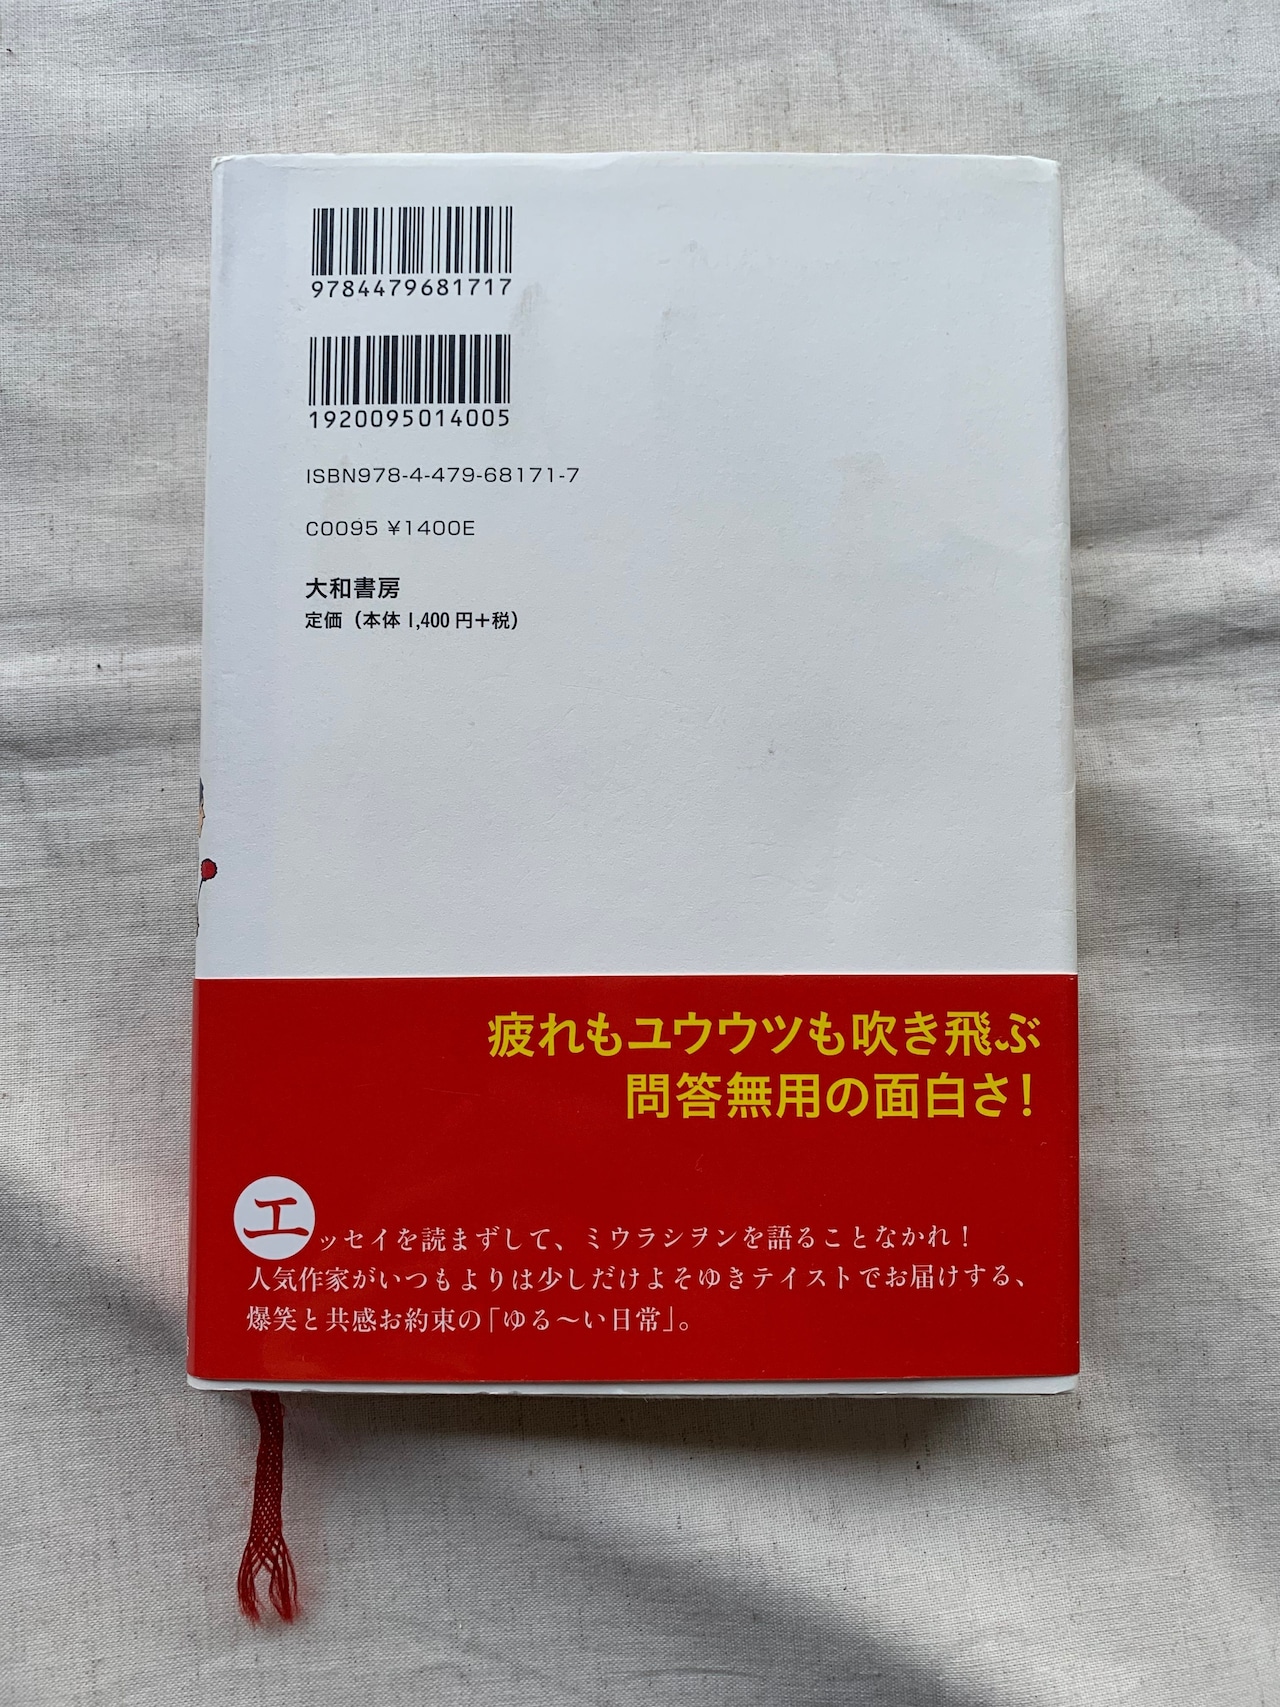 9784479681717
1920095014005
ISBN978-4-479-68171-7
C0095 ¥1400E
大和書房
定価（本体 1,400 円+税）
疲れもユウウツも吹き飛ぶ
問答無用の面白さ！
エッセイを読まずして、ミウラシヲンを語ることなかれ！
人気作家がいつもよりは少しだけよそゆきテイストでお届けする、
爆笑と共感お約束の「ゆる〜い日常」。